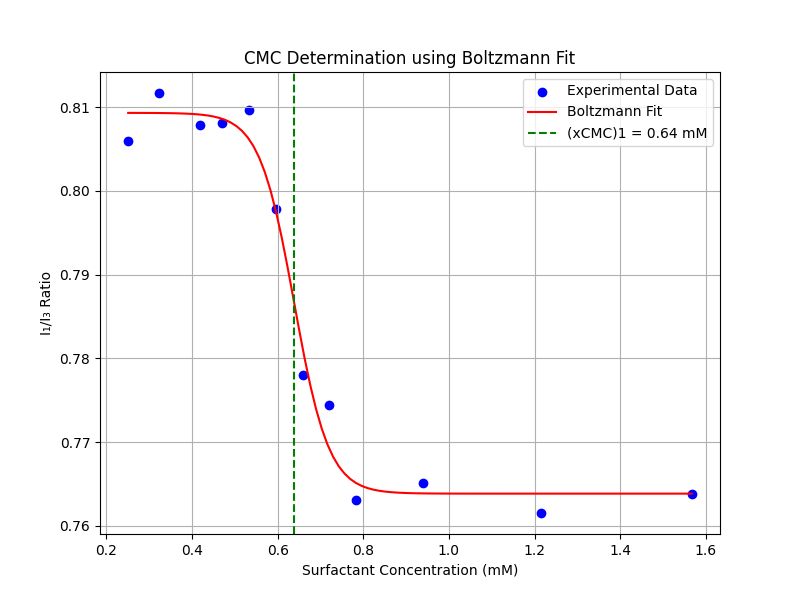 CMC Determination using Boltzmann Fit
Experimental Data
Boltzmann Fit
(xCMC)1 = 0.64 mM
I₁/I₃ Ratio
0.81
0.80
0.79
0.78
0.77
0.76
0.2 0.4 0.6 0.8 1.0 1.2 1.4 1.6
Surfactant Concentration (mM)